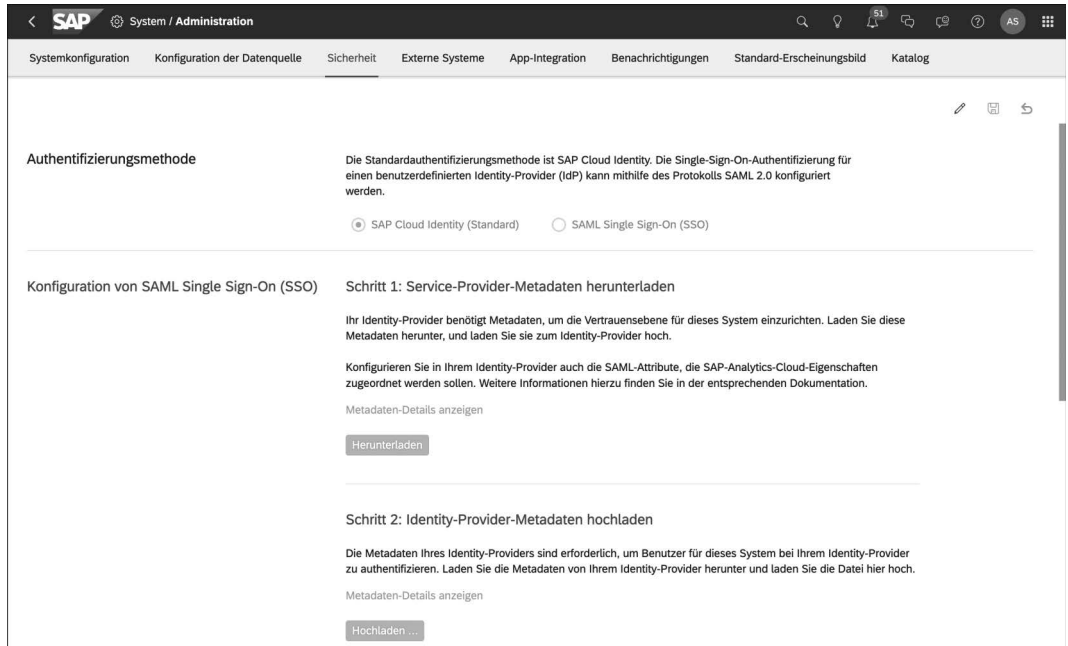 SAP System / Administration 51 AS
Systemkonfiguration Konfiguration der Datenquelle Sicherheit Externe Systeme App-Integration Benachrichtigungen Standard-Erscheinungsbild Katalog
Authentifizierungsmethode
Die Standardauthentifizierungsmethode ist SAP Cloud Identity. Die Single-Sign-On-Authentifizierung für
einen benutzerdefinierten Identity-Provider (IdP) kann mithilfe des Protokolls SAML 2.0 konfiguriert
werden.
SAP Cloud Identity (Standard) SAML Single Sign-On (SSO)
Konfiguration von SAML Single Sign-On (SSO)
Schritt 1: Service-Provider-Metadaten herunterladen
Ihr Identity-Provider benötigt Metadaten, um die Vertrauensebene für dieses System einzurichten. Laden Sie diese
Metadaten herunter, und laden Sie sie zum Identity-Provider hoch.
Konfigurieren Sie in Ihrem Identity-Provider auch die SAML-Attribute, die SAP-Analytics-Cloud-Eigenschaften
zugeordnet werden sollen. Weitere Informationen hierzu finden Sie in der entsprechenden Dokumentation.
Metadaten-Details anzeigen
Herunterladen
Schritt 2: Identity-Provider-Metadaten hochladen
Die Metadaten Ihres Identity-Providers sind erforderlich, um Benutzer für dieses System bei Ihrem Identity-Provider
zu authentifizieren. Laden Sie die Metadaten von Ihrem Identity-Provider herunter und laden Sie die Datei hier hoch.
Metadaten-Details anzeigen
Hochladen ...